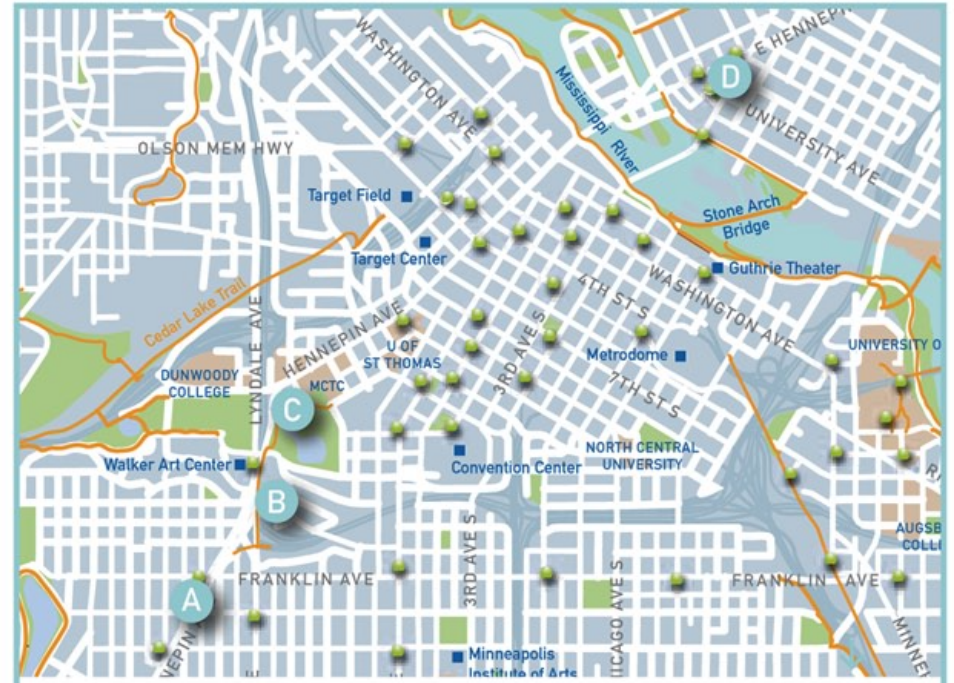 E HENNEPIN
D
WASHINGTON AVE
Mississippi River
UNIVERSITY AVE
OLSON MEM HWY
Target Field
Stone Arch
Bridge
Target Center
Guthrie Theater
Cedar Lake Trail
4TH ST S
WASHINGTON AVE
LYNDALE AVE
HENNEPIN AVE
U OF
ST THOMAS
3RD AVE S
Metrodome
UNIVERSITY O
DUNWOODY
COLLEGE
MCTC
7TH ST S
C
Walker Art Center
Convention Center
NORTH CENTRAL
UNIVERSITY
B
AUGSB
COLL
3RD AVE S
FRANKLIN AVE
FRANKLIN AVE
A
ICAGO AVE S
NEPIN
MINNE
Minneapolis
Institute of Arts